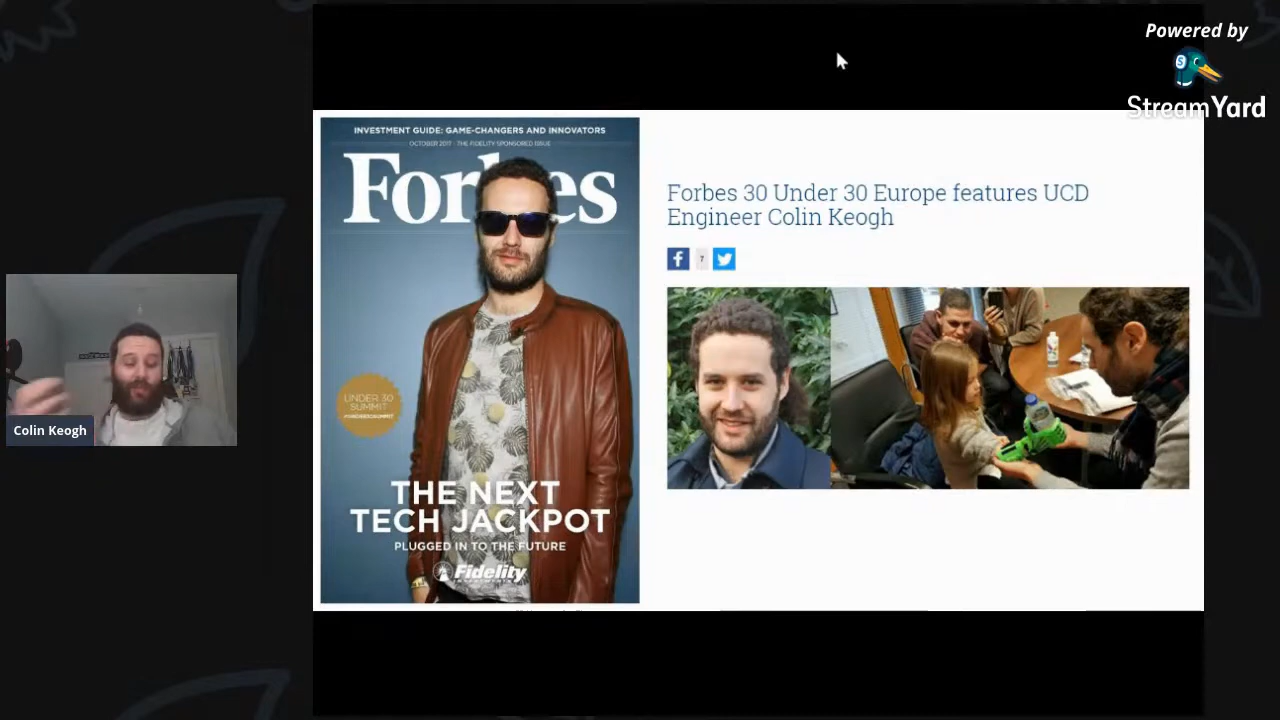 Powered by
StreamYard
Colin Keogh
INVESTMENT GUIDE: GAME-CHANGERS AND INNOVATORS
OCTOBER 2017 THE FIDELITY SPONSORED ISSUE
Forbes
UNDER 30
SUMMIT
THE NEXT
TECH JACKPOT
PLUGGED IN TO THE FUTURE
Fidelity
INVESTMENTS
Forbes 30 Under 30 Europe features UCD
Engineer Colin Keogh
7